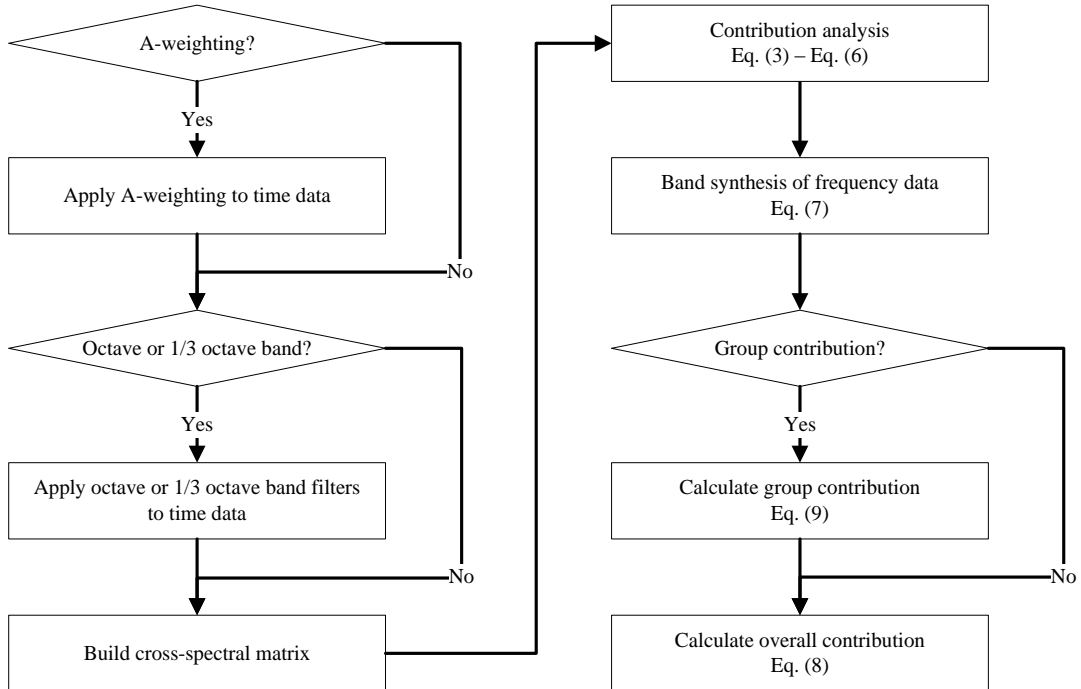 A-weighting?
Yes
Apply A-weighting to time data
No
Octave or 1/3 octave band?
Yes
Apply octave or 1/3 octave band filters
to time data
No
Build cross-spectral matrix
Contribution analysis
Eq. (3) – Eq. (6)
Band synthesis of frequency data
Eq. (7)
Group contribution?
Yes
Calculate group contribution
Eq. (9)
No
Calculate overall contribution
Eq. (8)